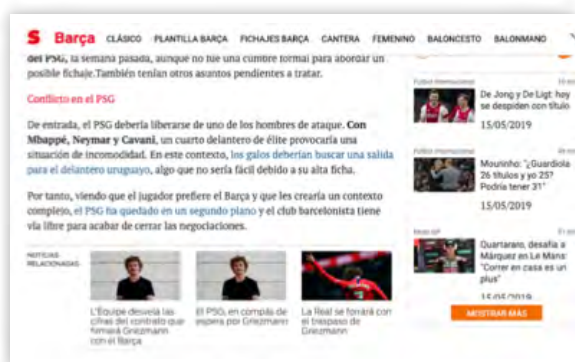 S Barça CLÁSICO PLANTILLA BARÇA FICHAJES BARÇA CANTERA FEMENINO BALONCESTO BALONMANO
del PSG, la semana pasada, aunque no fue una cumbre formal para abordar un
posible fichaje.También tenían otros asuntos pendientes a tratar.
Conflicto en el PSG
De entrada, el PSG debería liberarse de uno de los hombres de ataque. Con
Mbappé, Neymar y Cavani, un cuarto delantero de élite provocaría una
situación de incomodidad. En este contexto, los galos deberían buscar una salida
para el delantero uruguayo, algo que no sería fácil debido a su alta ficha.
Por tanto, viendo que el jugador prefiere el Barça y que les crearía un contexto
complejo, el PSG ha quedado en un segundo plano y el club barcelonista tiene
vía libre para acabar de cerrar las negociaciones.
NOTICIAS
RELACIONADAS
L'Équipe desvela las
cifras del contrato que
firmará Griezmann
con el Barça
El PSG, en compás de
espera por Griezmann
La Real se forrará con
el traspaso de
Griezmann
Fútbol Internacional
De Jong y De Ligt: hoy
se despiden con título
15/05/2019
Fútbol Internacional
Mourinho: "¿Guardiola
26 títulos y yo 25?
Podría tener 31"
15/05/2019
Quartararo, desafía a
Márquez en Le Mans:
"Correr en casa es un
plus"
15/05/2019
MOSTRAR MÁS